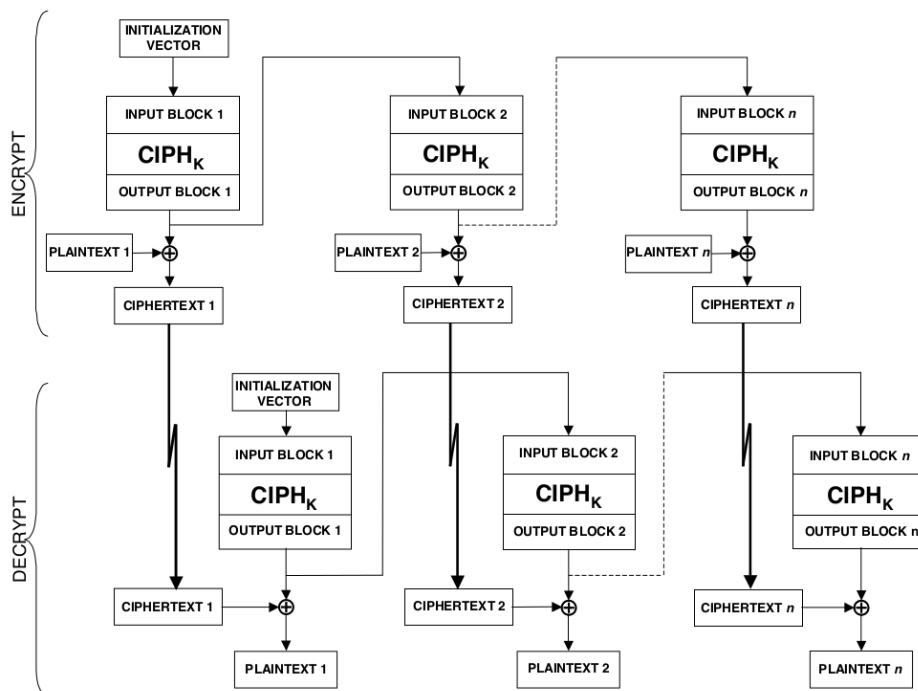 ENCRYPT
INITIALIZATION
VECTOR
INPUT BLOCK 1
CIPHK
OUTPUT BLOCK 1
PLAINTEXT 1
CIPHERTEXT 1
INPUT BLOCK 2
CIPHK
OUTPUT BLOCK 2
PLAINTEXT 2
CIPHERTEXT 2
INPUT BLOCK n
CIPHK
OUTPUT BLOCK n
PLAINTEXT n
CIPHERTEXT n
DECRYPT
INITIALIZATION
VECTOR
INPUT BLOCK 1
CIPHK
OUTPUT BLOCK 1
CIPHERTEXT 1
PLAINTEXT 1
INPUT BLOCK 2
CIPHK
OUTPUT BLOCK 2
CIPHERTEXT 2
PLAINTEXT 2
INPUT BLOCK n
CIPHK
OUTPUT BLOCK n
CIPHERTEXT n
PLAINTEXT n